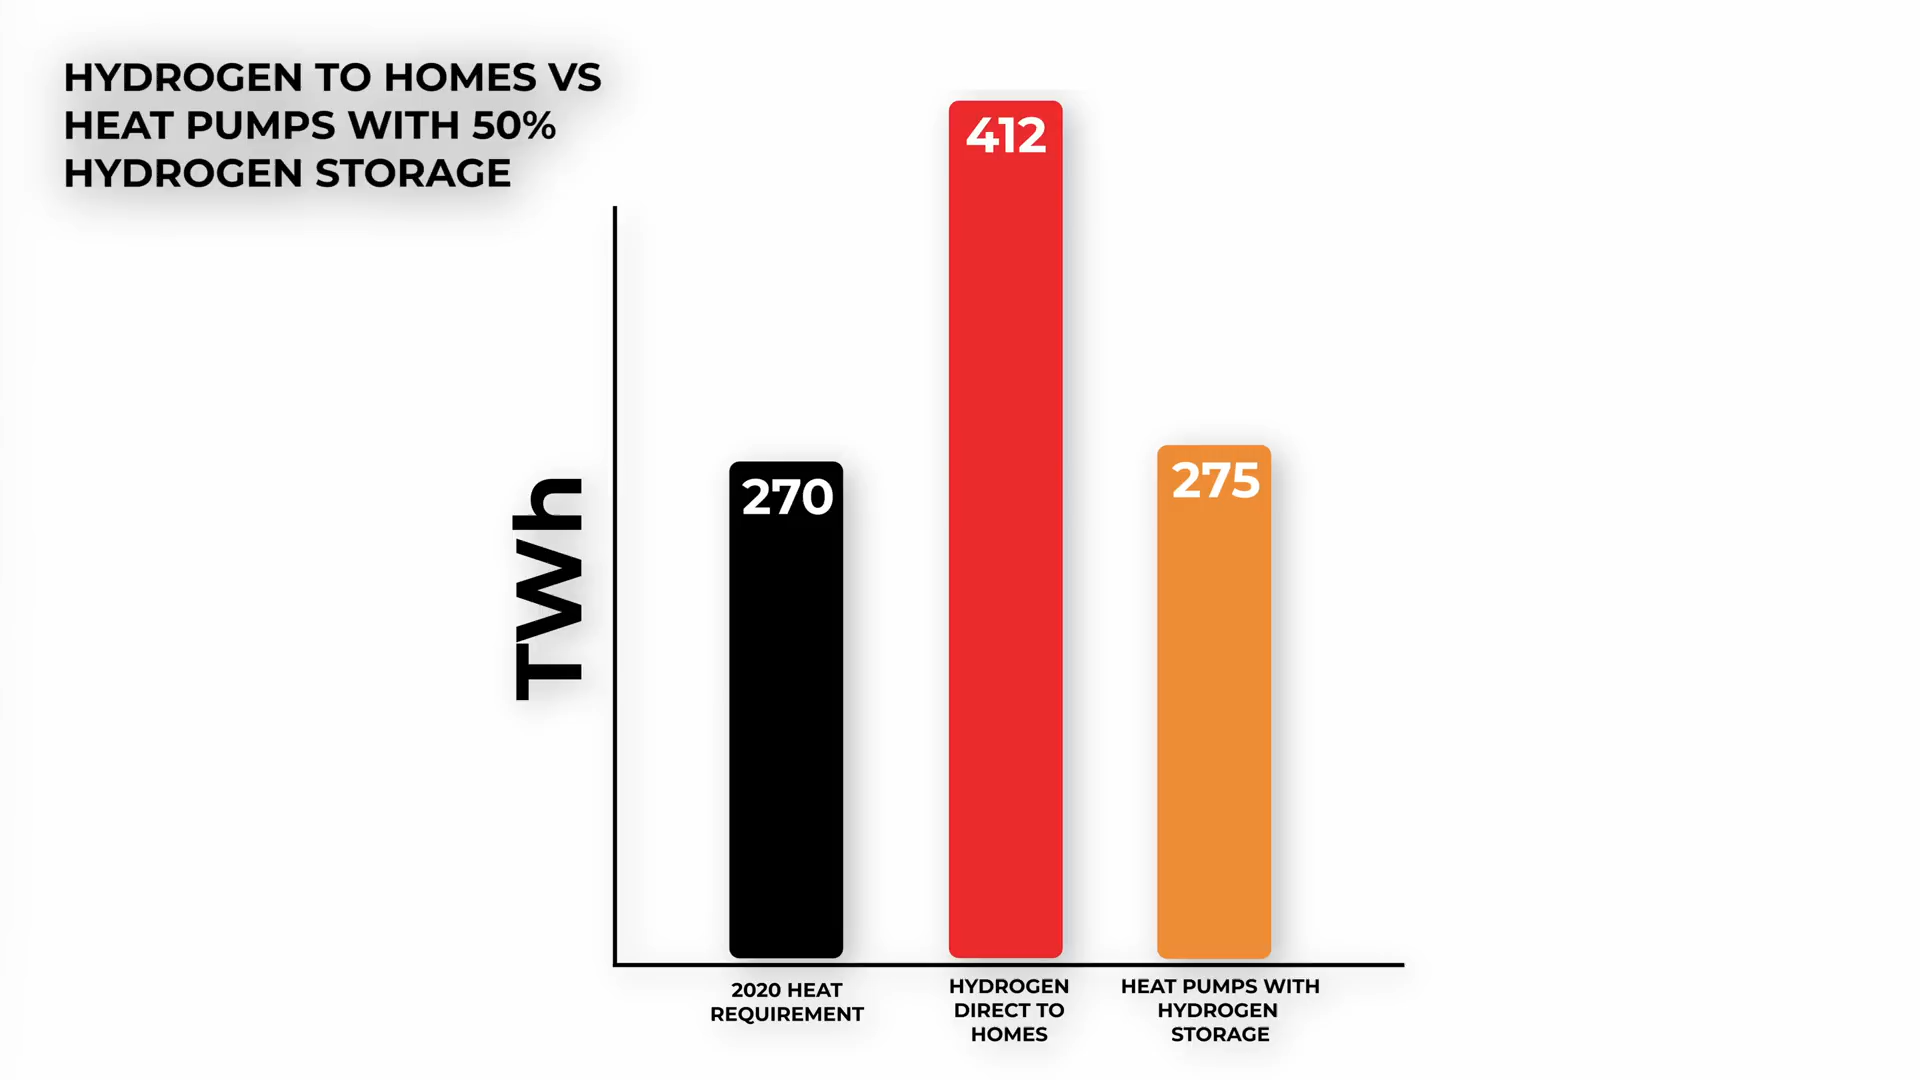 HYDROGEN TO HOMES VS
HEAT PUMPS WITH 50%
HYDROGEN STORAGE
TWh
412
270
275
2020 HEAT
REQUIREMENT
HYDROGEN
DIRECT TO
HOMES
HEAT PUMPS WITH
HYDROGEN
STORAGE